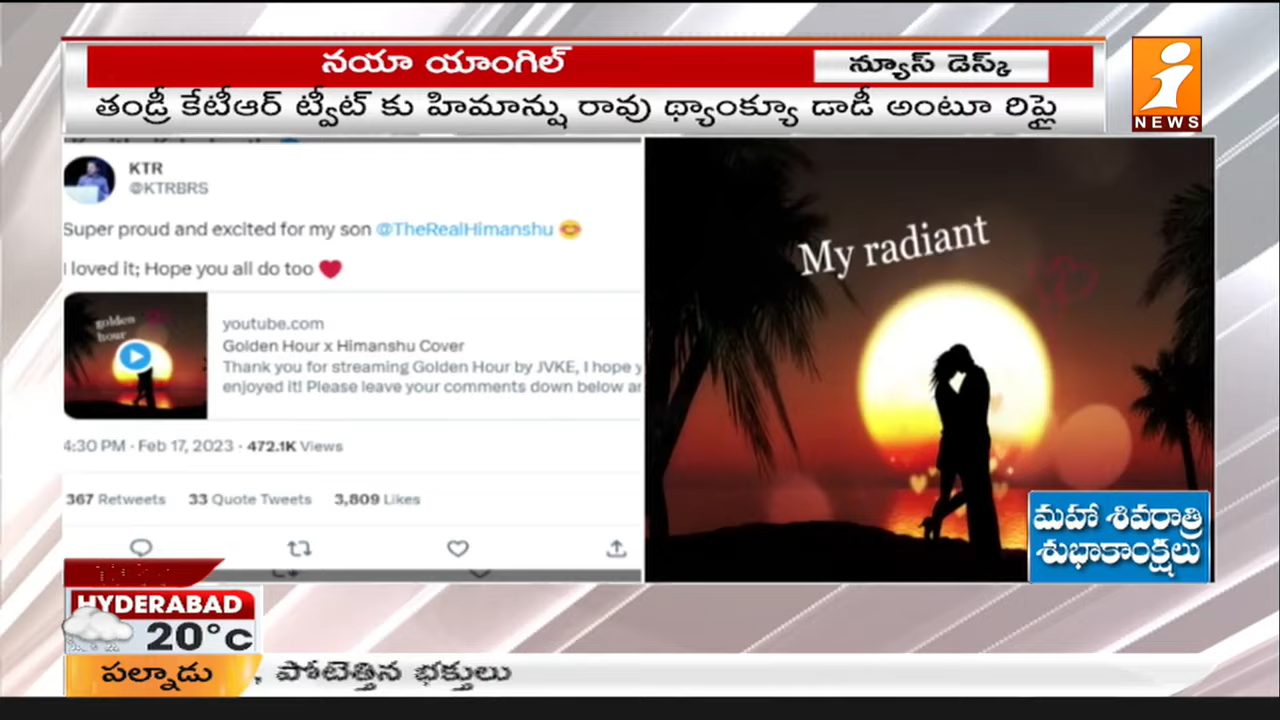 నయా యాంగిల్
న్యూస్ డెస్క్
తండ్రీ కేటీఆర్ ట్వీట్ కు హిమాన్షు రావు థ్యాంక్యూ డాడీ అంటూ రిప్లై
i
NEWS
KTR
@KTRBRS
Super proud and excited for my son @TheRealHimanshu 😊
I loved it; Hope you all do too ❤️
golden
hour
youtube.com
Golden Hour x Himanshu Cover
Thank you for streaming Golden Hour by JVKE, I hope y
enjoyed it! Please leave your comments down below ar
4:30 PM · Feb 17, 2023 · 472.1K Views
367 Retweets 33 Quote Tweets 3,809 Likes
My radiant
మహా శివరాత్రి
శుభాకాంక్షలు
HYDERABAD
20°C
పల్నాడు
, పోటెత్తిన భక్తులు